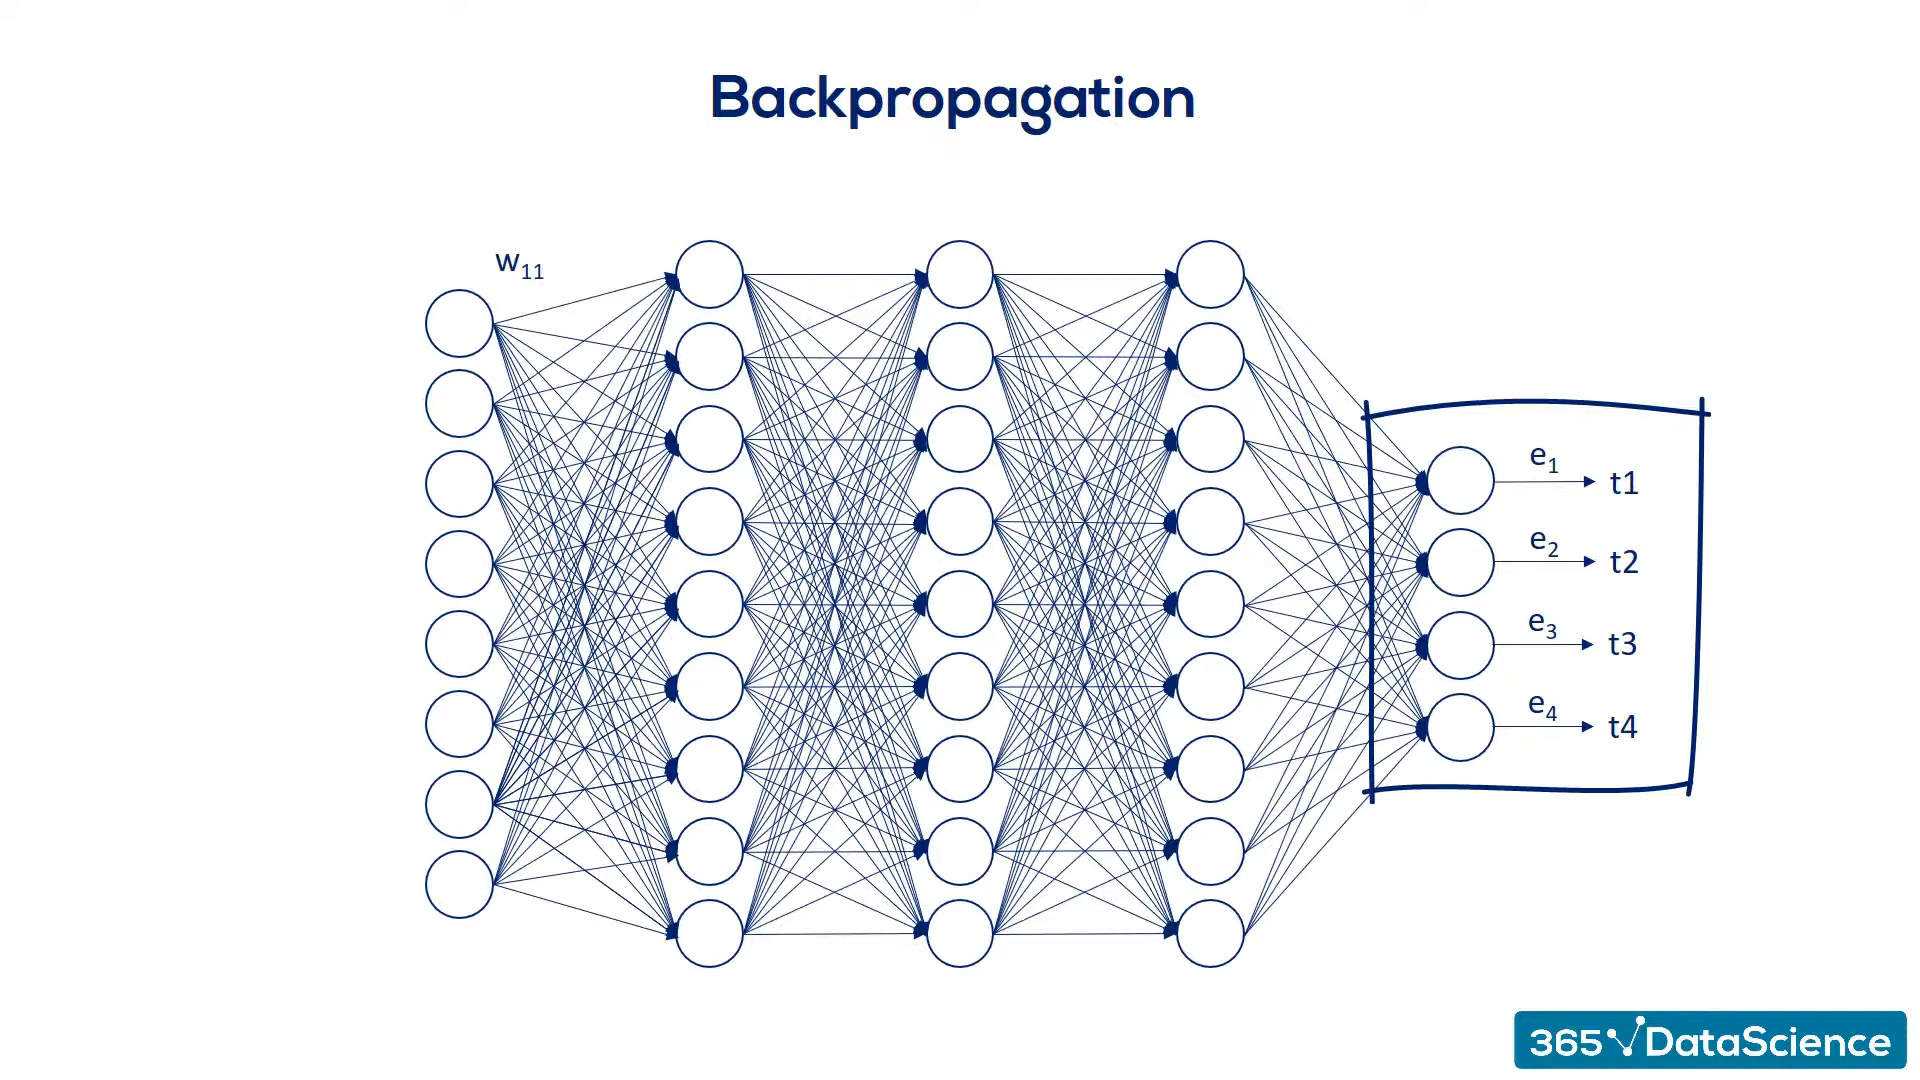 Backpropagation
w₁₁
e₁
t1
e₂
t2
e₃
t3
e₄
t4
365 DataScience